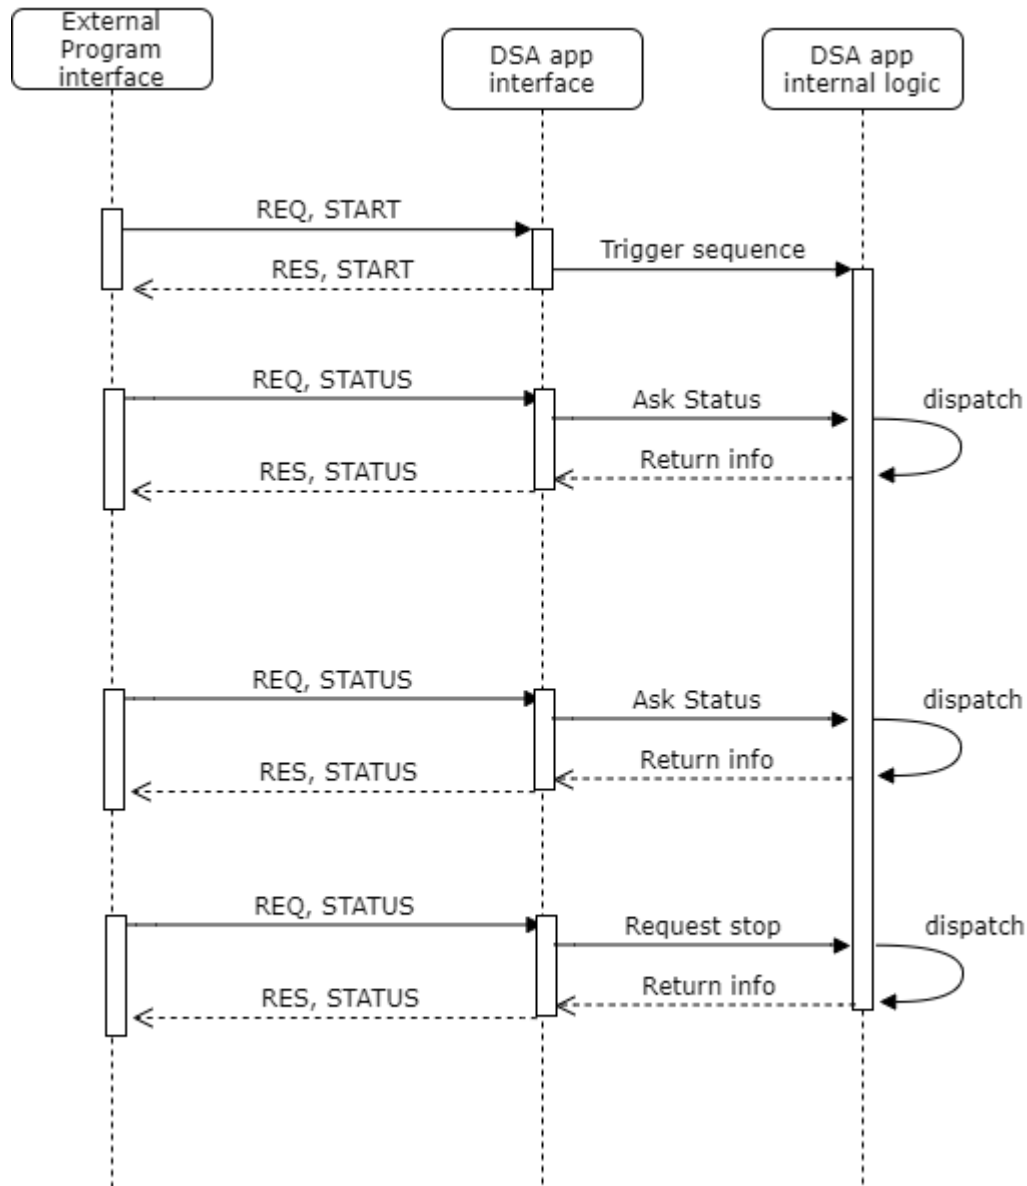 External
Program
interface
DSA app
interface
DSA app
internal logic
REQ, START
Trigger sequence
RES, START
REQ, STATUS
Ask Status
dispatch
Return info
RES, STATUS
REQ, STATUS
Ask Status
dispatch
Return info
RES, STATUS
REQ, STATUS
Request stop
dispatch
Return info
RES, STATUS